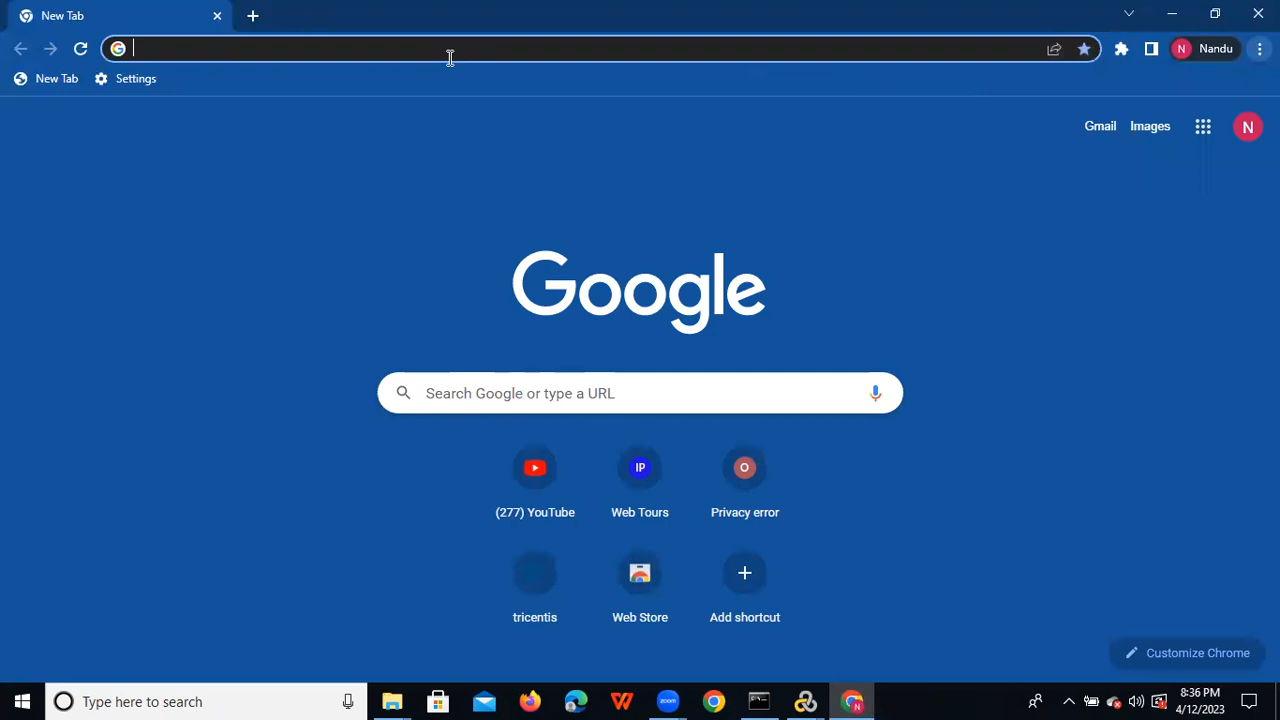 New Tab
N Nandu
New Tab Settings
Gmail Images N
Google
Search Google or type a URL
IP O
(277) YouTube Web Tours Privacy error
tricentis Web Store Add shortcut
Customize Chrome
Type here to search
W zoom N
8:36 PM
4/12/2023